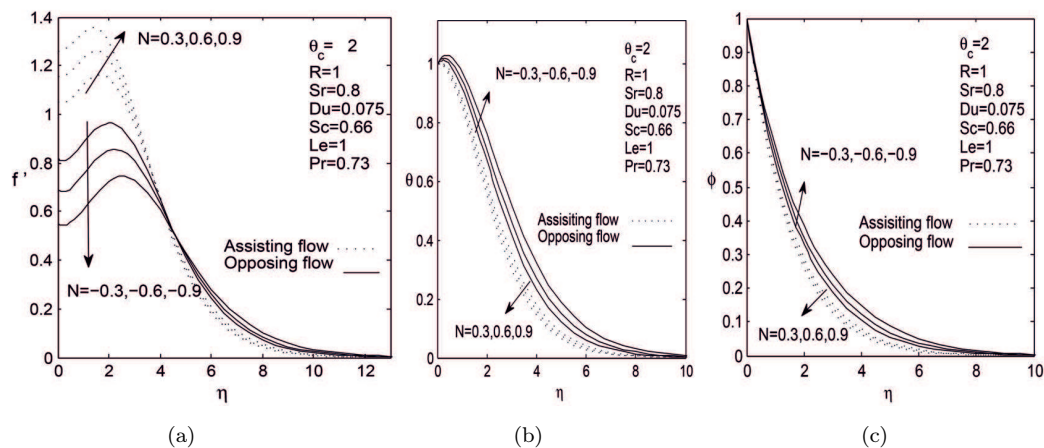 1.4
1.2
1
0.8
0.6
0.4
0.2
0
f '
N=0.3,0.6,0.9
θc= 2
R=1
Sr=0.8
Du=0.075
Sc=0.66
Le=1
Pr=0.73
Assisting flow
Opposing flow
N=−0.3,−0.6,−0.9
0 2 4 6 8 10 12
η
(a)
1.2
1
0.8
0.6
0.4
0.2
0
θ
N=−0.3,-0.6,−0.9
θc=2
R=1
Sr=0.8
Du=0.075
Sc=0.66
Le=1
Pr=0.73
Assisiting flow
Opposing flow
N=0.3,0.6,0.9
0 2 4 6 8 10
η
(b)
1
0.9
0.8
0.7
0.6
0.5
0.4
0.3
0.2
0.1
0
ϕ
θc=2
R=1
Sr=0.8
Du=0.075
Sc=0.66
Le=1
Pr=0.73
N=−0.3,−0.6,−0.9
Assisiting flow
Opposing flow
N=0.3,0.6,0.9
0 2 4 6 8 10
η
(c)